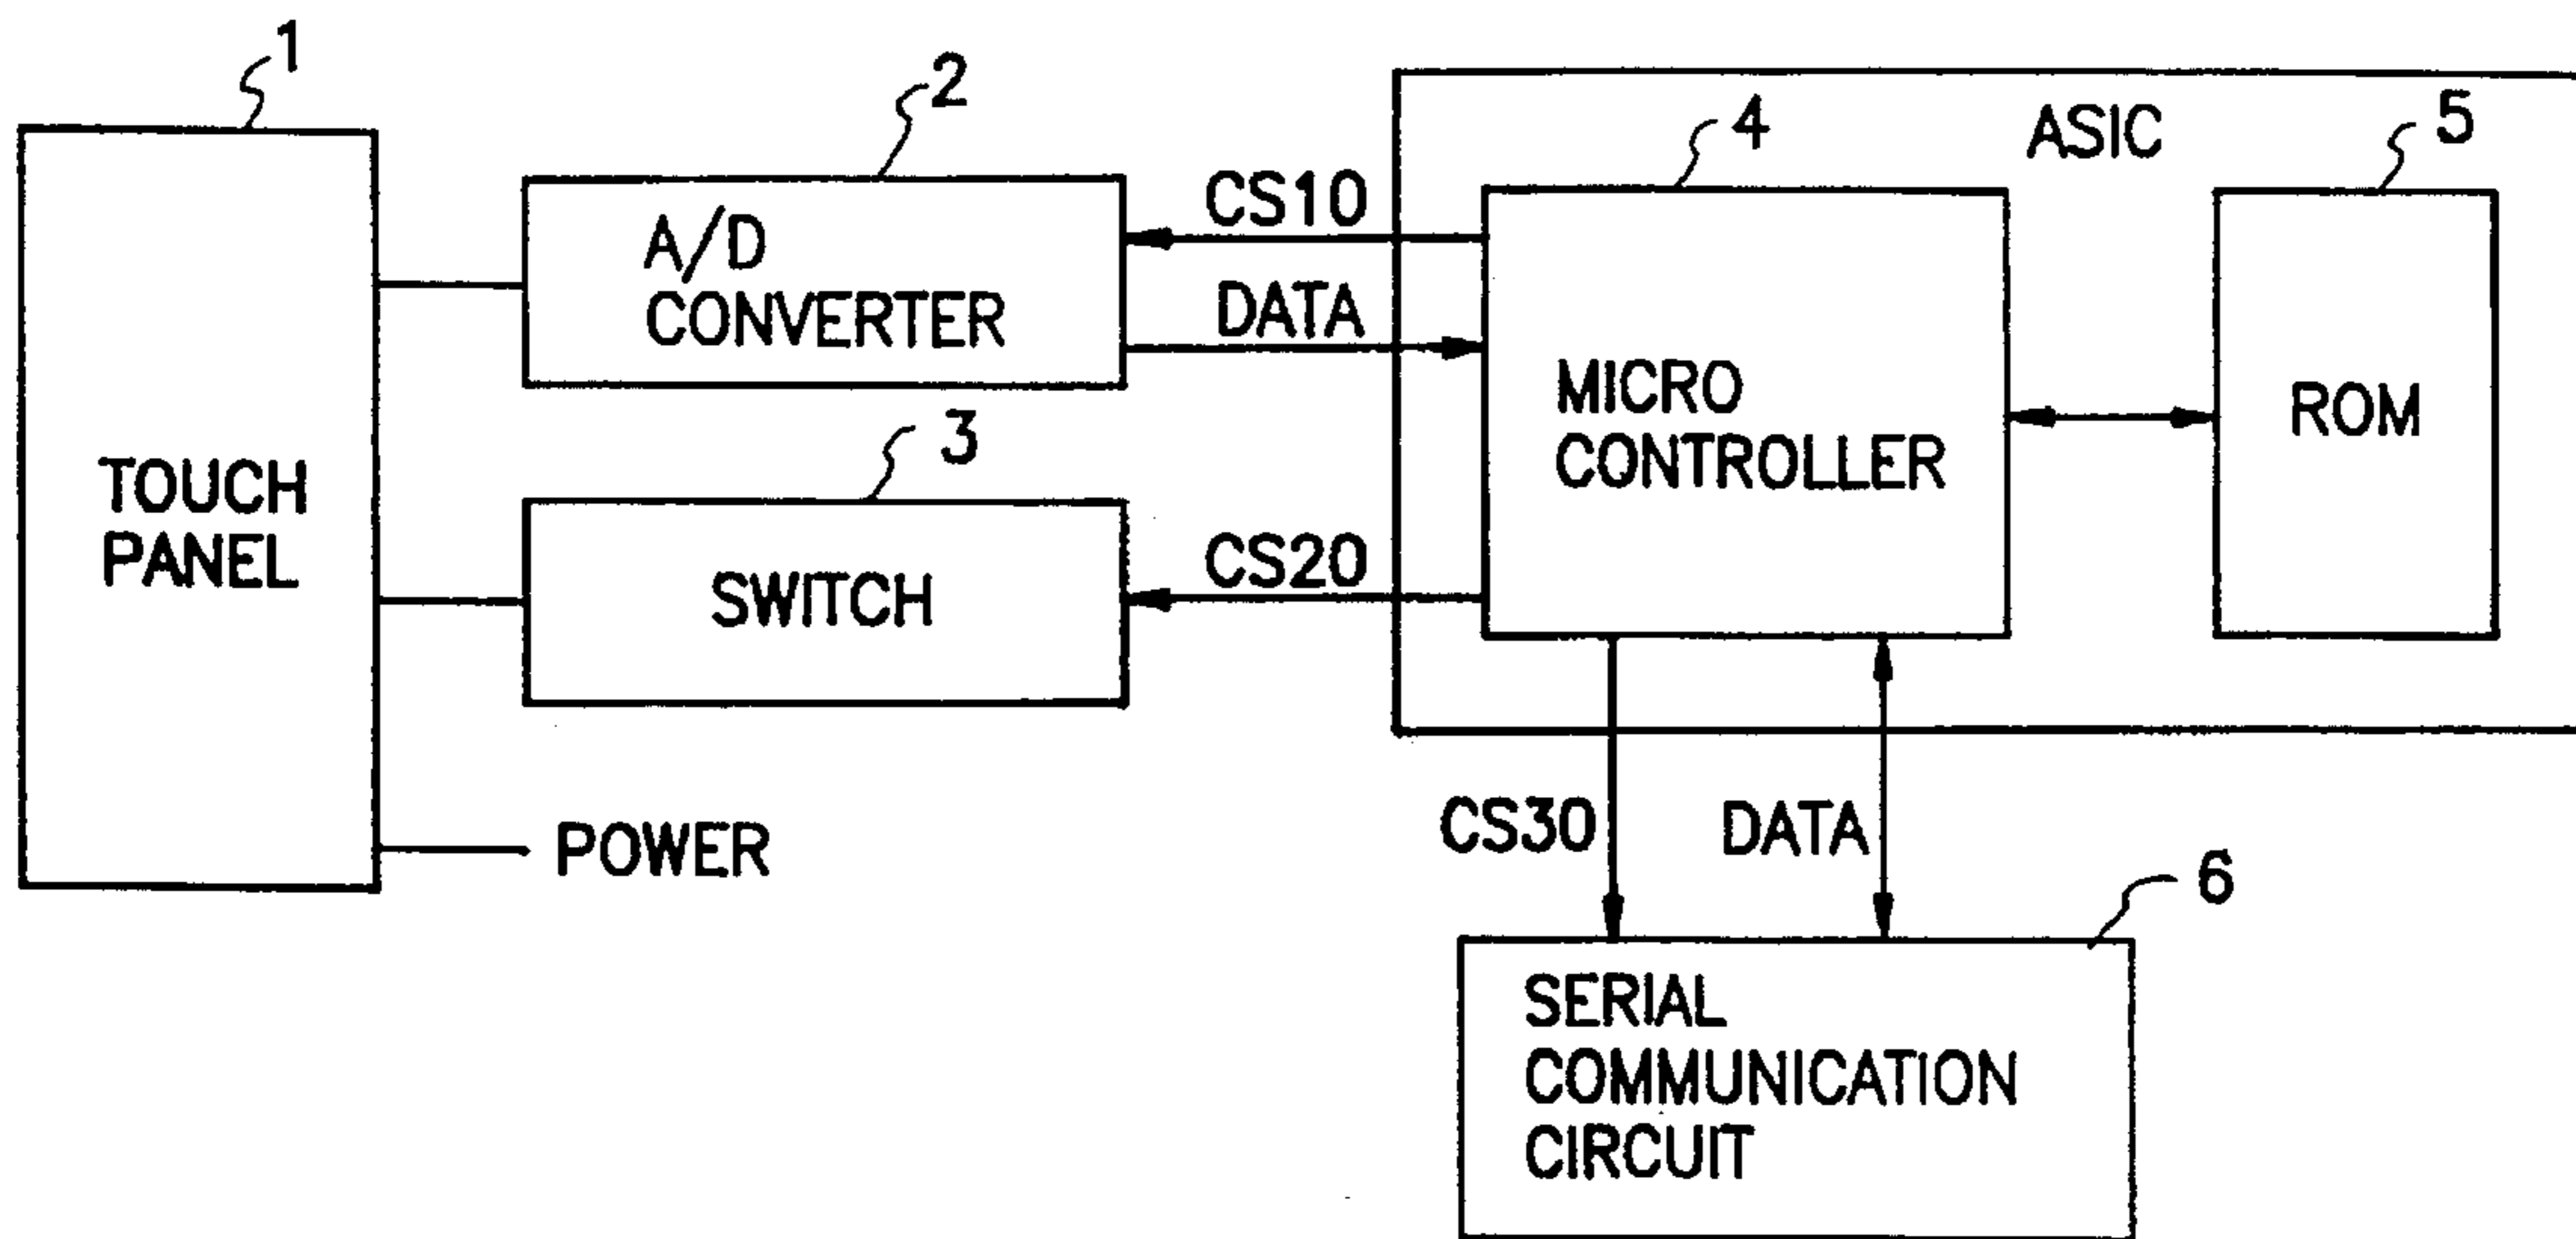 1
2
4
ASIC
5
CS10
A/D
CONVERTER
DATA
MICRO
CONTROLLER
ROM
3
TOUCH
PANEL
CS20
SWITCH
POWER
CS30
DATA
6
SERIAL
COMMUNICATION
CIRCUIT